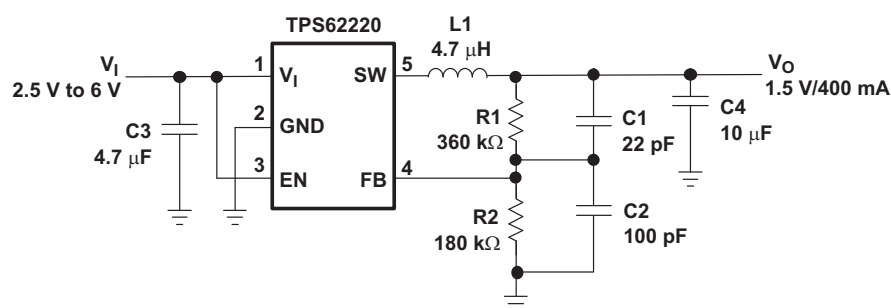 TPS62220
L1
4.7 μH
V_I
2.5 V to 6 V
1
V_I
SW
5
V_O
1.5 V/400 mA
C3
4.7 μF
2
GND
R1
360 kΩ
C1
22 pF
C4
10 μF
3
EN
FB
4
R2
180 kΩ
C2
100 pF